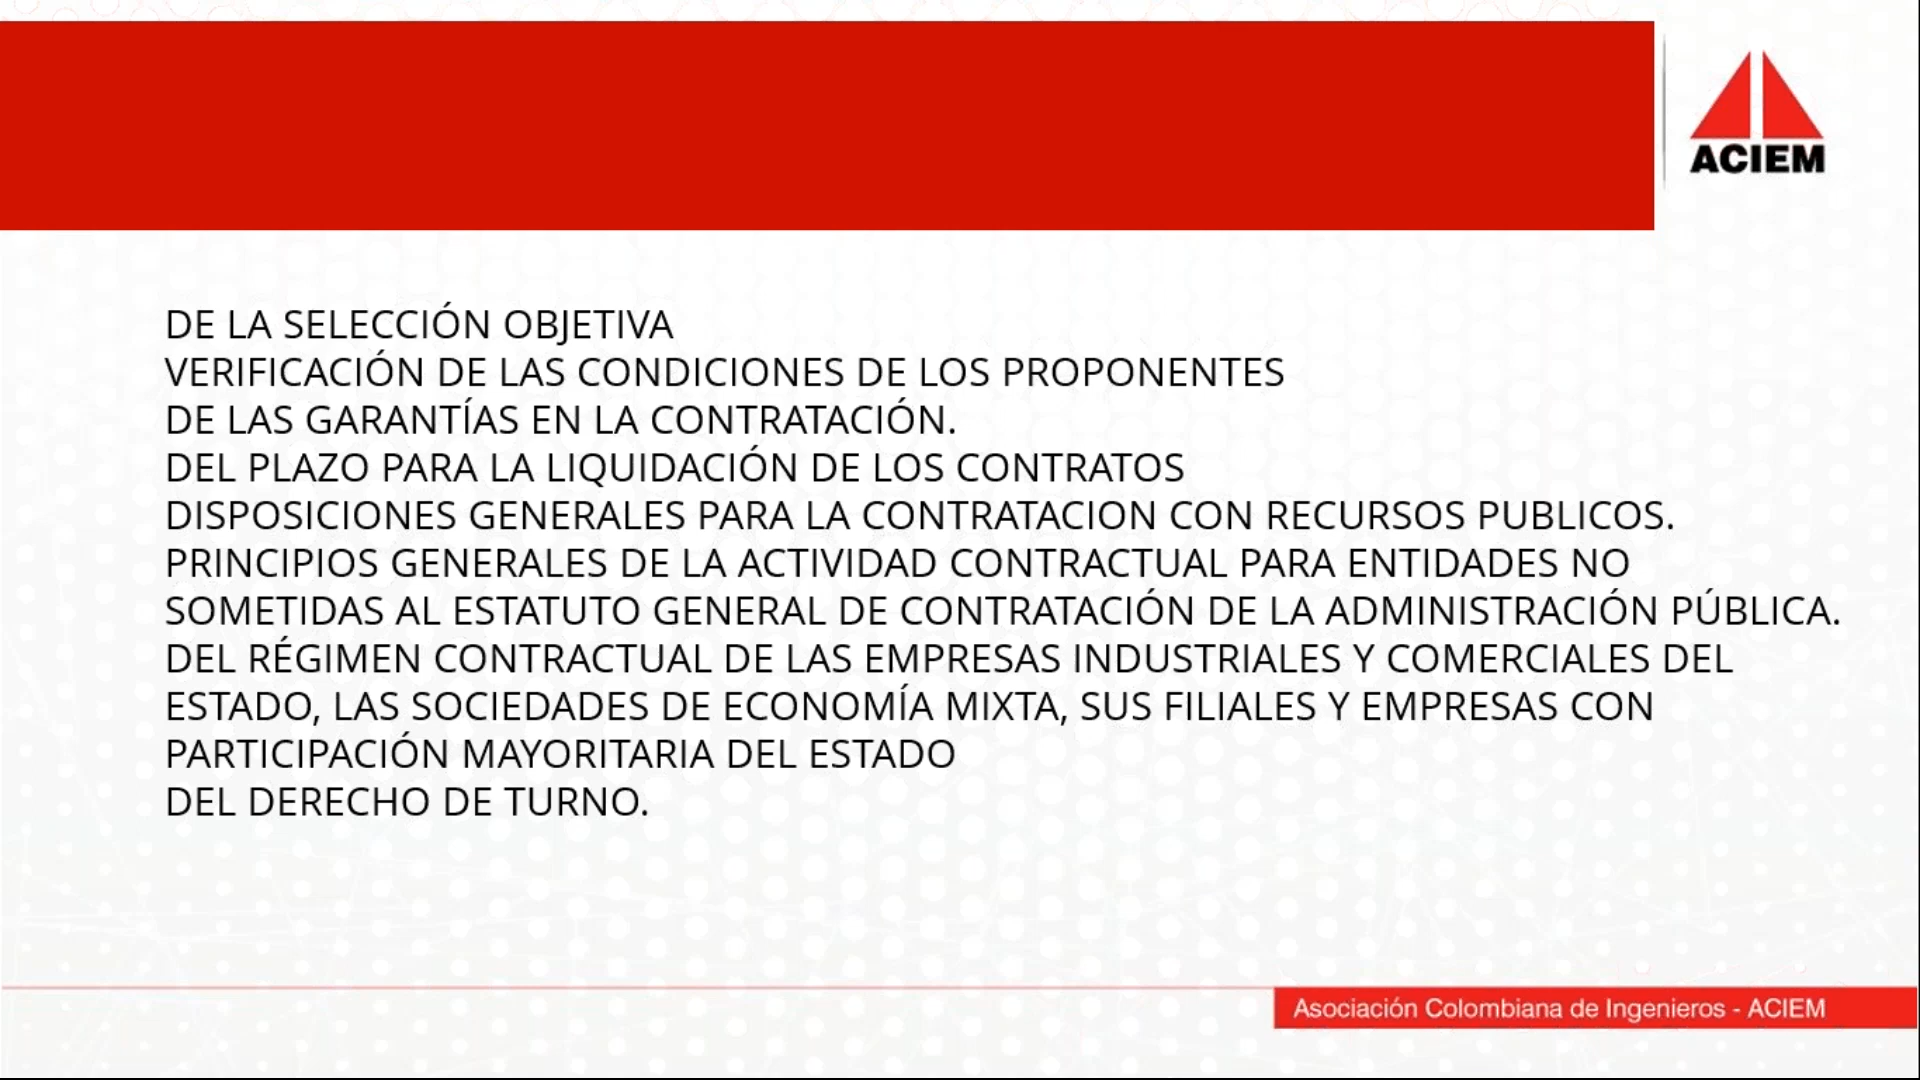 ACIEM
DE LA SELECCIÓN OBJETIVA
VERIFICACIÓN DE LAS CONDICIONES DE LOS PROPONENTES
DE LAS GARANTÍAS EN LA CONTRATACIÓN.
DEL PLAZO PARA LA LIQUIDACIÓN DE LOS CONTRATOS
DISPOSICIONES GENERALES PARA LA CONTRATACION CON RECURSOS PUBLICOS.
PRINCIPIOS GENERALES DE LA ACTIVIDAD CONTRACTUAL PARA ENTIDADES NO
SOMETIDAS AL ESTATUTO GENERAL DE CONTRATACIÓN DE LA ADMINISTRACIÓN PÚBLICA.
DEL RÉGIMEN CONTRACTUAL DE LAS EMPRESAS INDUSTRIALES Y COMERCIALES DEL
ESTADO, LAS SOCIEDADES DE ECONOMÍA MIXTA, SUS FILIALES Y EMPRESAS CON
PARTICIPACIÓN MAYORITARIA DEL ESTADO
DEL DERECHO DE TURNO.
Asociación Colombiana de Ingenieros - ACIEM